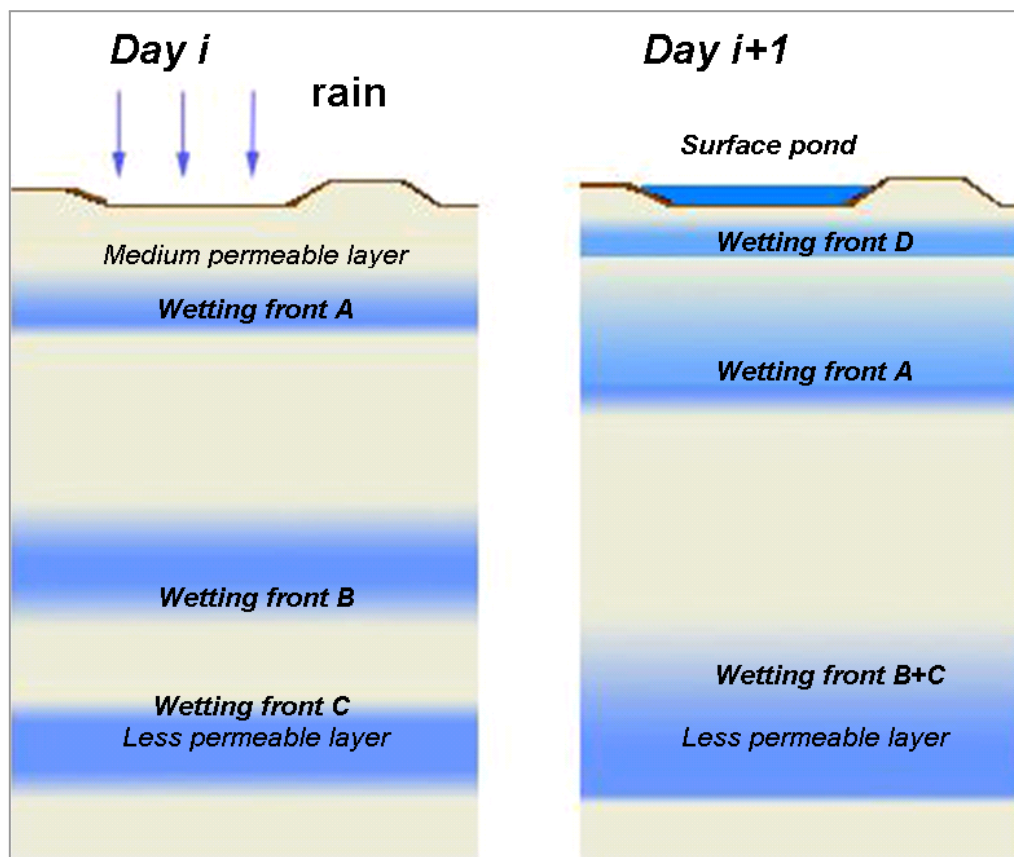 Day i
rain
Medium permeable layer
Wetting front A
Wetting front B
Wetting front C
Less permeable layer
Day i+1
Surface pond
Wetting front D
Wetting front A
Wetting front B+C
Less permeable layer